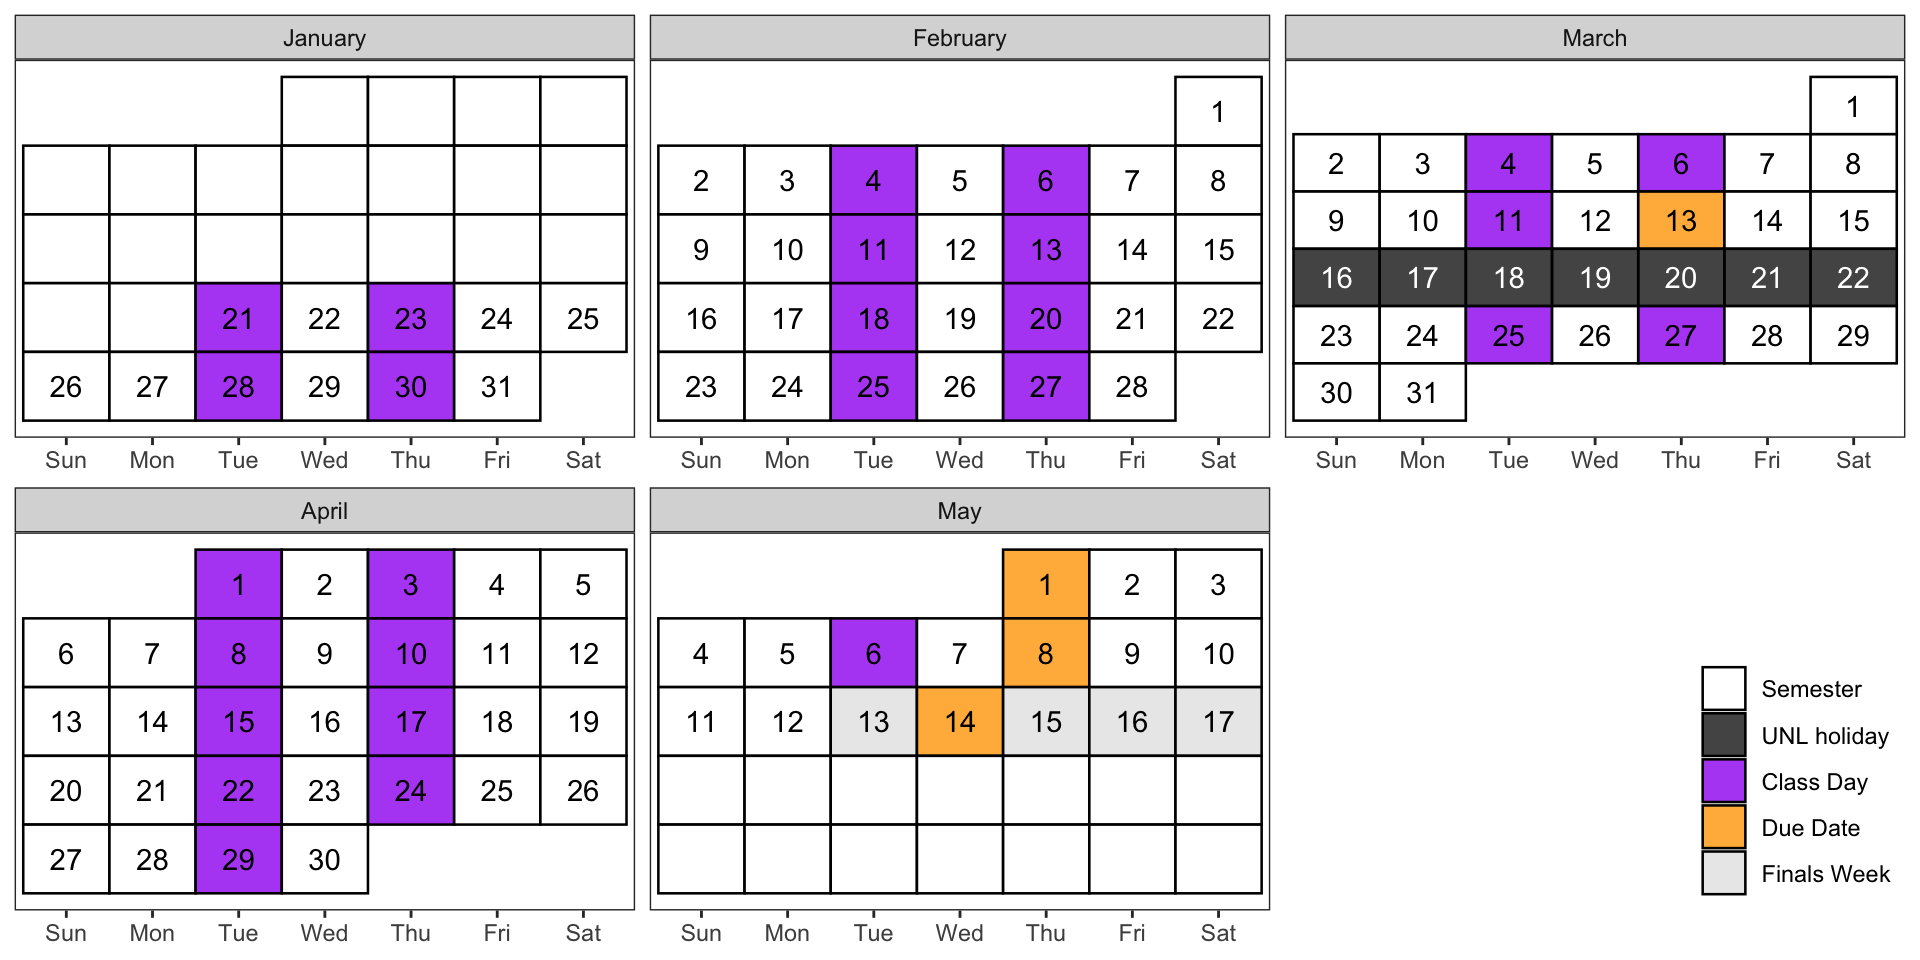 January February March
1 1
2 3 4 5 6 7 8 2 3 4 5 6 7 8
9 10 11 12 13 14 15 9 10 11 12 13 14 15
21 22 23 24 25 16 17 18 19 20 21 22 16 17 18 19 20 21 22
26 27 28 29 30 31 23 24 25 26 27 28 23 24 25 26 27 28 29
30 31
Sun Mon Tue Wed Thu Fri Sat Sun Mon Tue Wed Thu Fri Sat Sun Mon Tue Wed Thu Fri Sat
April May
1 2 3 4 5 1 2 3
6 7 8 9 10 11 12 4 5 6 7 8 9 10
13 14 15 16 17 18 19 11 12 13 14 15 16 17
20 21 22 23 24 25 26
27 28 29 30
Sun Mon Tue Wed Thu Fri Sat Sun Mon Tue Wed Thu Fri Sat
Semester
UNL holiday
Class Day
Due Date
Finals Week